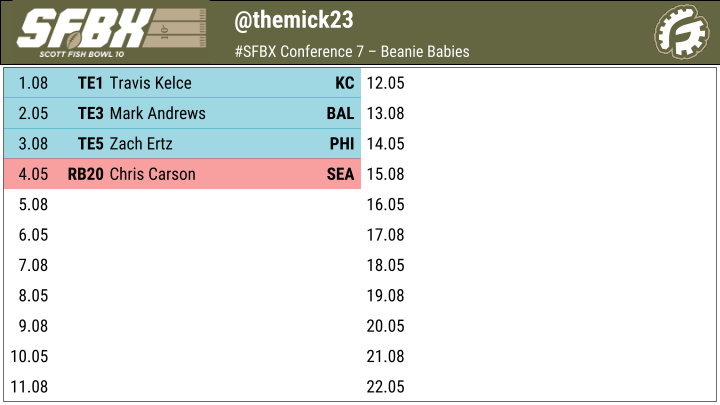 SFBX
SCOTT FISH BOWL 10
@themick23
#SFBX Conference 7 – Beanie Babies
1.08 TE1 Travis Kelce KC
2.05 TE3 Mark Andrews BAL
3.08 TE5 Zach Ertz PHI
4.05 RB20 Chris Carson SEA
5.08
6.05
7.08
8.05
9.08
10.05
11.08
12.05
13.08
14.05
15.08
16.05
17.08
18.05
19.08
20.05
21.08
22.05